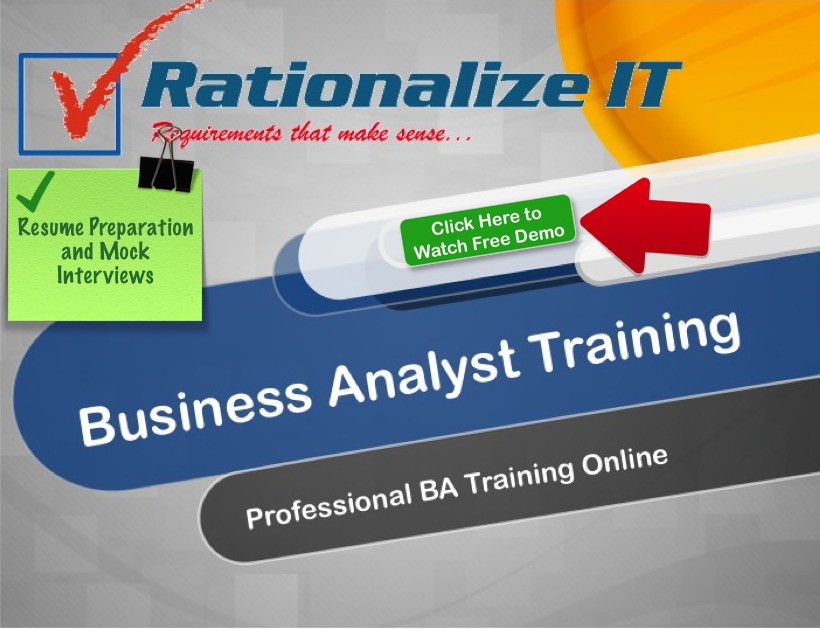 Rationalize IT
Requirements that make sense...
Resume Preparation
and Mock
Interviews
Click Here to
Watch Free Demo
Business Analyst Training
Professional BA Training Online